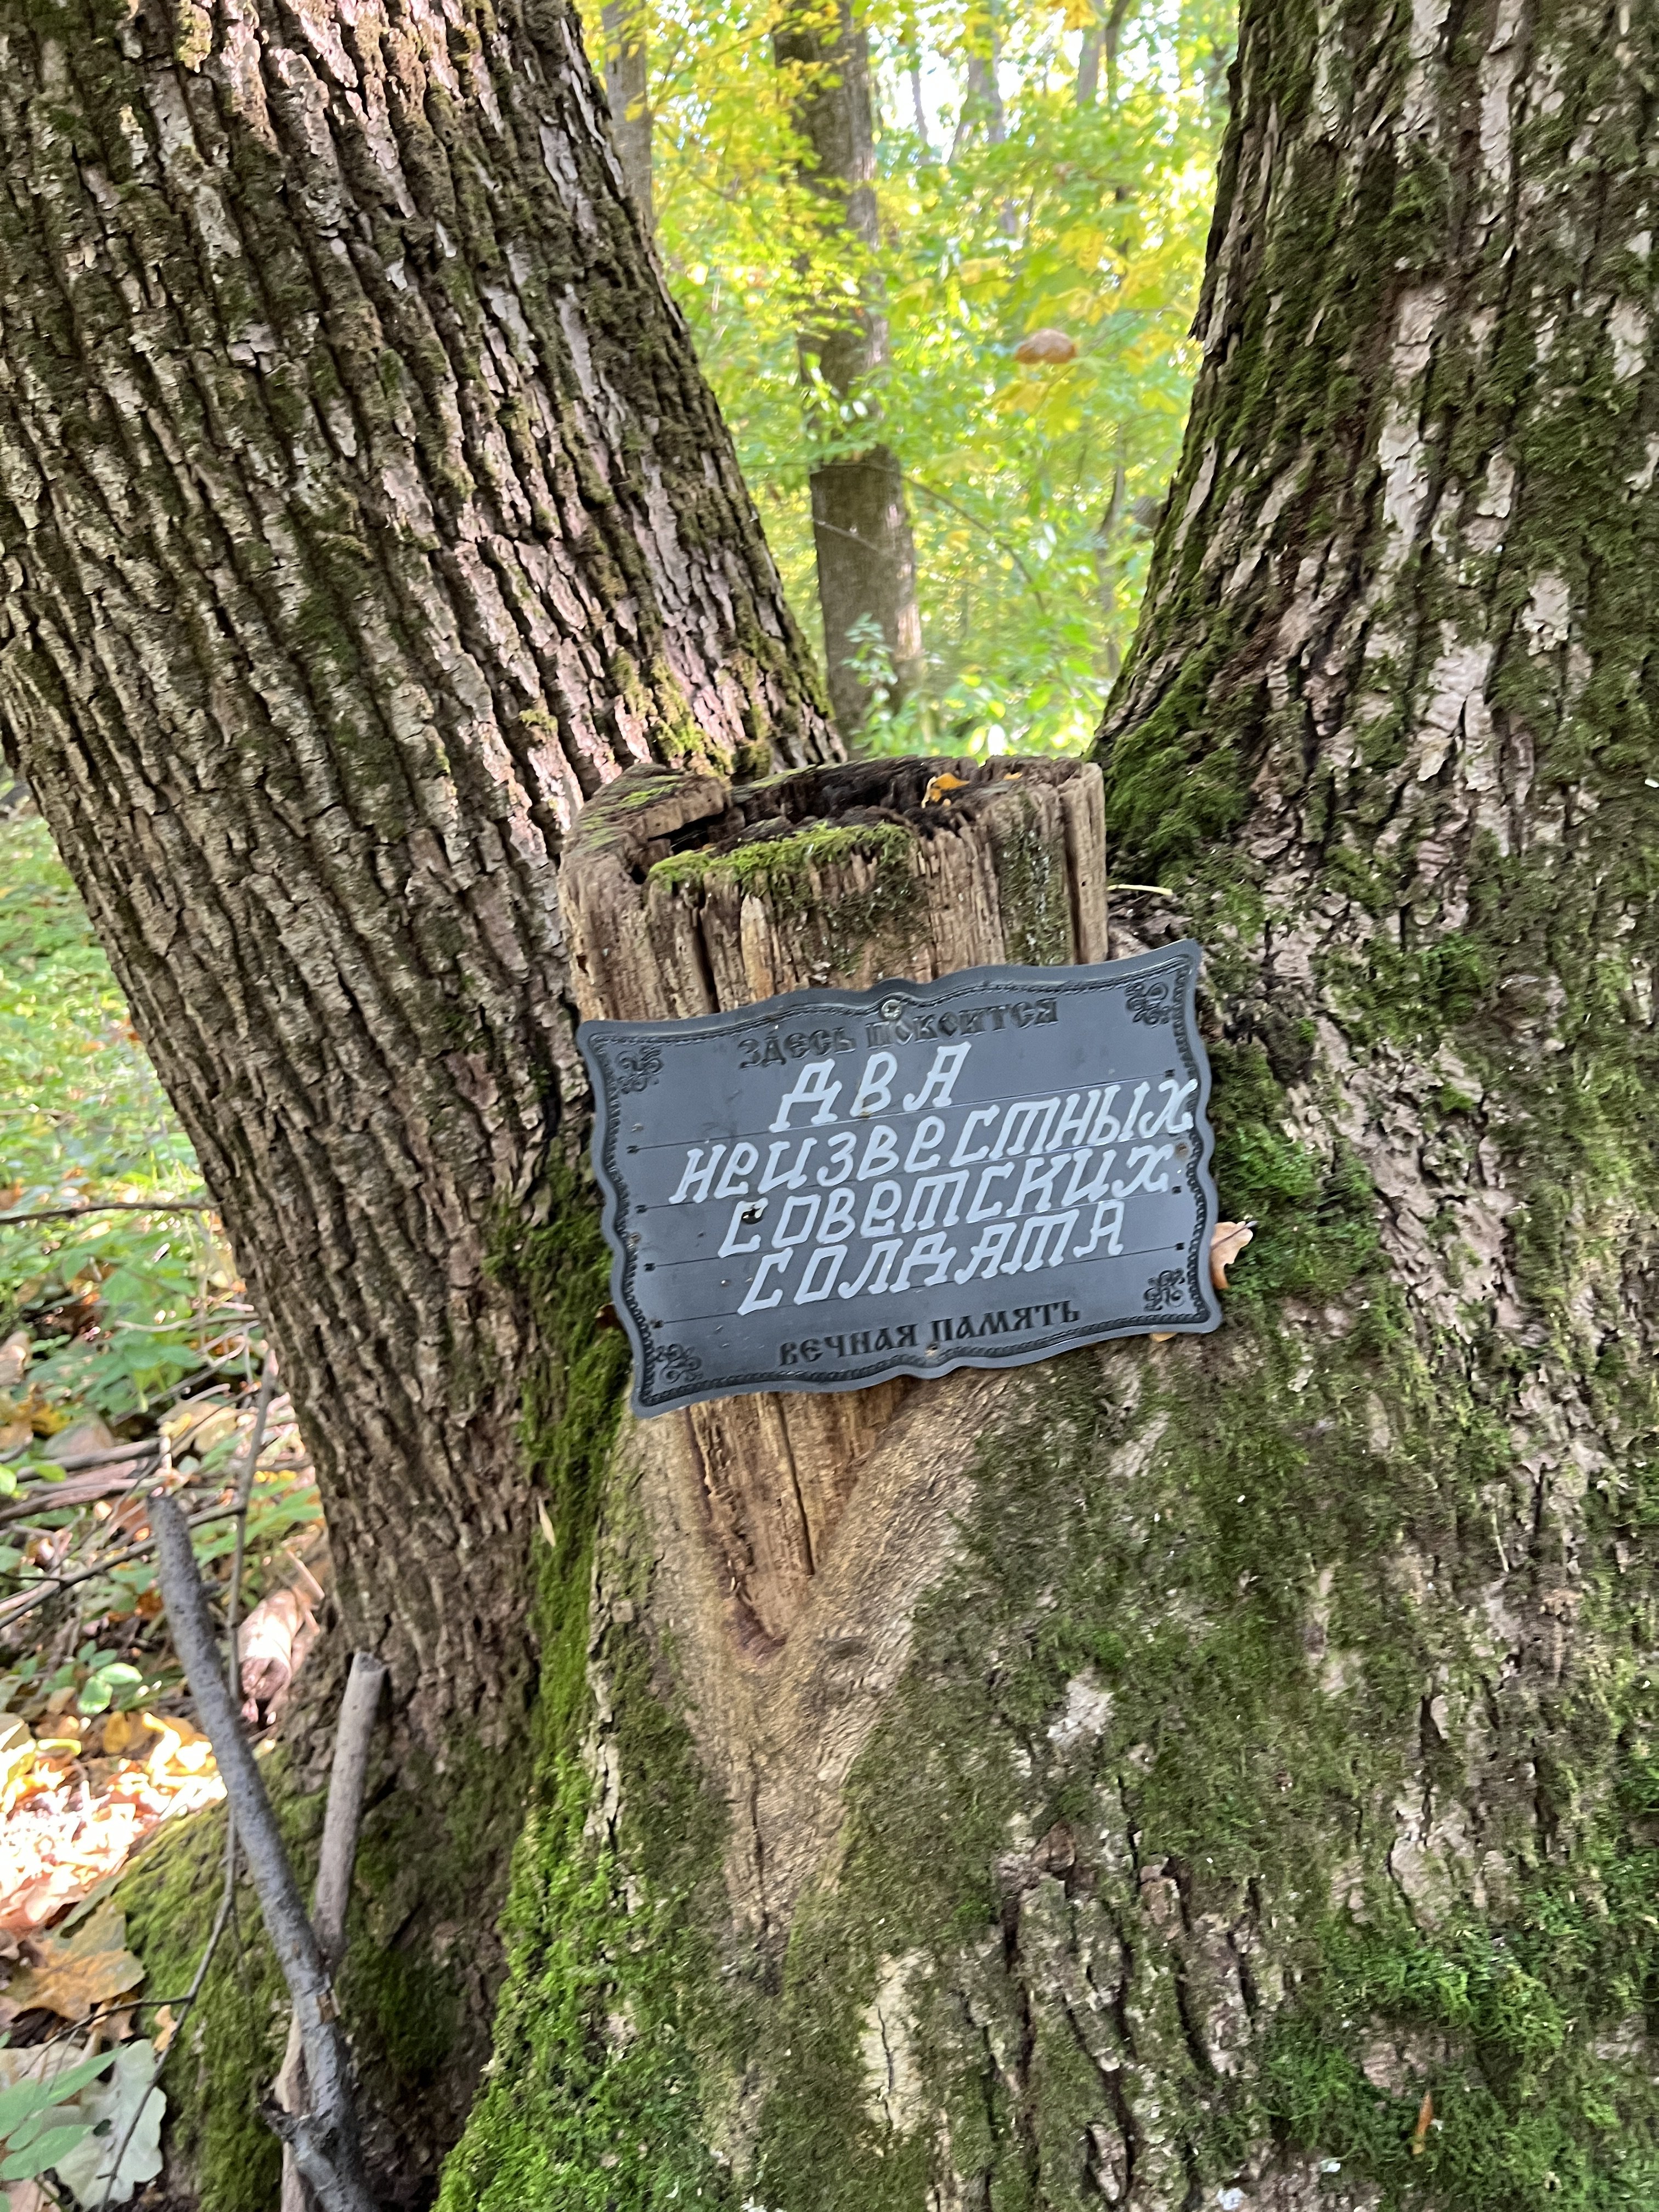 ЗДЕСЬ ПОКОИТСЯ
ДВА
НЕИЗВЕСТНЫХ
СОВЕТСКИХ
СОЛДАТА
ВЕЧНАЯ ПАМЯТЬ